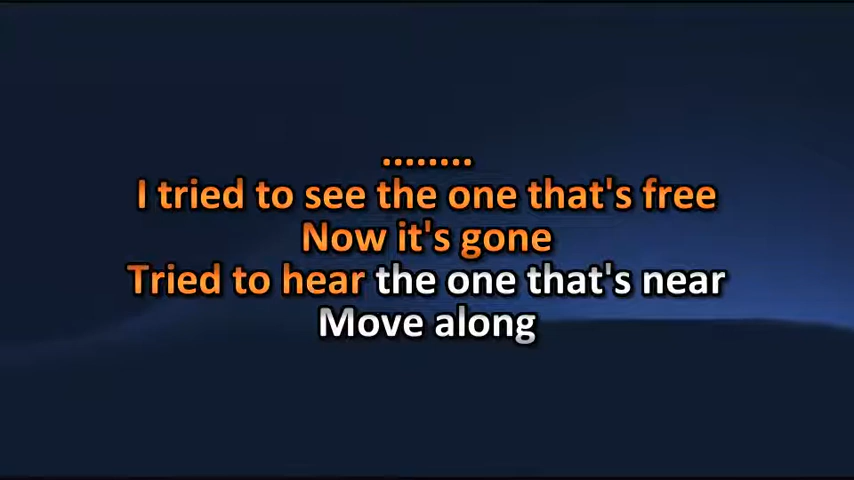 ........
I tried to see the one that's free
Now it's gone
Tried to hear the one that's near
Move along